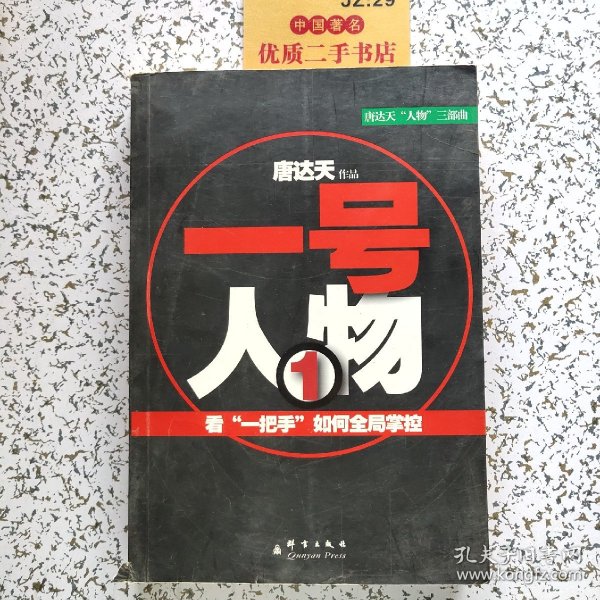 52.29
中国著名
优质二手书店
唐达天“人物”三部曲
唐达天 作品
一号
人物
1
看“一把手”如何全局掌控
群言出版社
Qunyan Press
孔夫子旧书网
www.kongfz.com